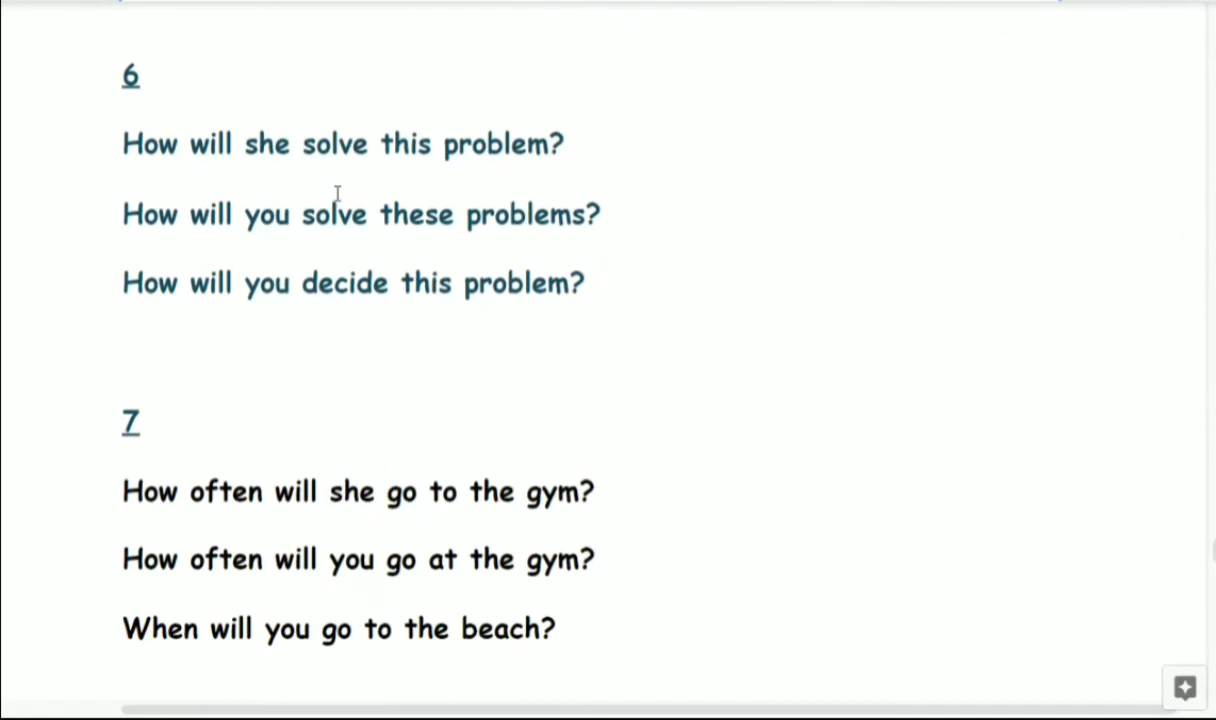 6
How will she solve this problem?
How will you solve these problems?
How will you decide this problem?
7
How often will she go to the gym?
How often will you go at the gym?
When will you go to the beach?